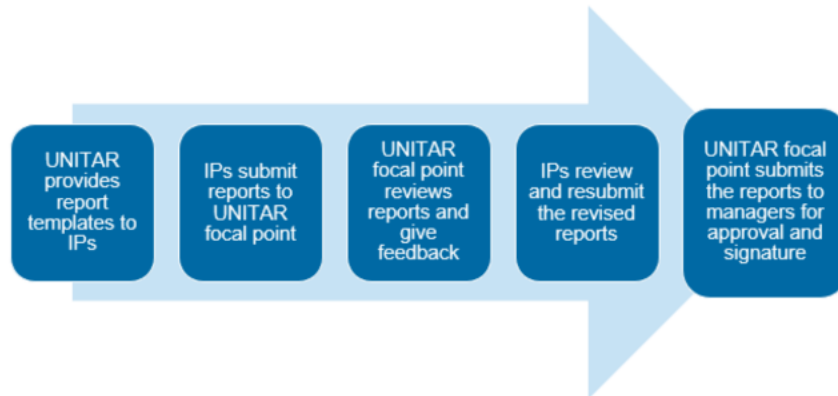 UNITAR
provides
report
templates to
IPs
IPs submit
reports to
UNITAR
focal point
UNITAR
focal point
reviews
reports and
give
feedback
IPs review
and resubmit
the revised
reports
UNITAR focal
point submits
the reports to
managers for
approval and
signature